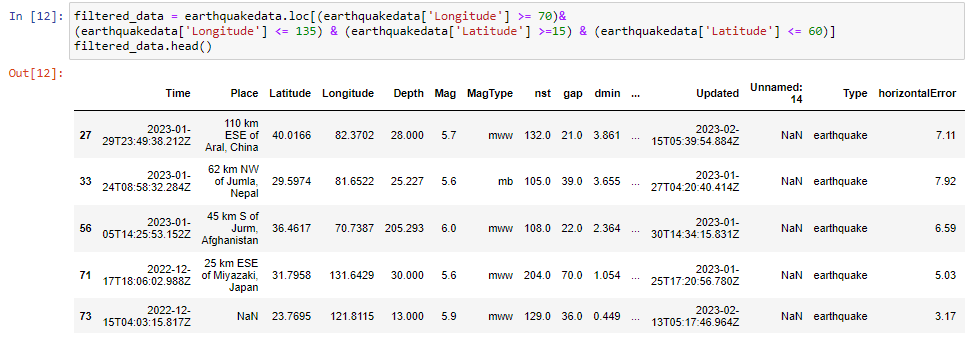 In [12]: filtered_data = earthquakedata.loc[(earthquakedata['Longitude'] >= 70)&
(earthquakedata['Longitude'] <= 135) & (earthquakedata['Latitude'] >=15) & (earthquakedata['Latitude'] <= 60)]
filtered_data.head()
Out[12]:
Time Place Latitude Longitude Depth Mag MagType nst gap dmin ... Updated Unnamed: 14 Type horizontalError
27 2023-01-29T23:49:38.212Z 110 km ESE of Aral, China 40.0166 82.3702 28.000 5.7 mww 132.0 21.0 3.861 ... 2023-02-15T05:39:54.884Z NaN earthquake 7.11
33 2023-01-24T08:58:32.284Z 62 km NW of Jumla, Nepal 29.5974 81.6522 25.227 5.6 mb 105.0 39.0 3.655 ... 2023-01-27T04:20:40.414Z NaN earthquake 7.92
56 2023-01-05T14:25:53.152Z 45 km S of Jurm, Afghanistan 36.4617 70.7387 205.293 6.0 mww 108.0 22.0 2.364 ... 2023-01-30T14:34:15.831Z NaN earthquake 6.59
71 2022-12-17T18:06:02.988Z 25 km ESE of Miyazaki, Japan 31.7958 131.6429 30.000 5.6 mww 204.0 70.0 1.054 ... 2023-01-25T17:20:56.780Z NaN earthquake 5.03
73 2022-12-15T04:03:15.817Z NaN 23.7695 121.8115 13.000 5.9 mww 129.0 36.0 0.449 ... 2023-02-13T05:17:46.964Z NaN earthquake 3.17